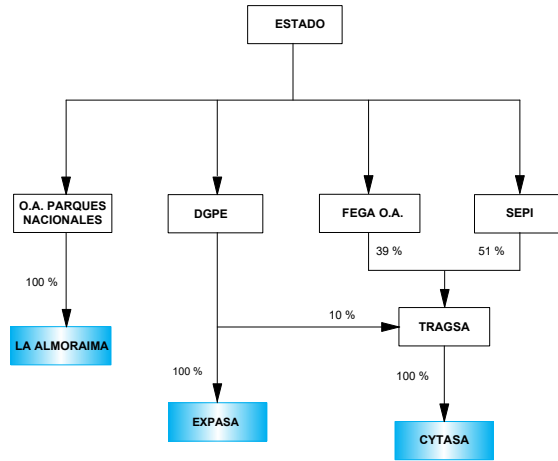 ESTADO
O.A. PARQUES
NACIONALES
DGPE
FEGA O.A.
SEPI
39 %
51 %
100 %
10 %
TRAGSA
LA ALMORAIMA
100 %
100 %
EXPASA
CYTASA